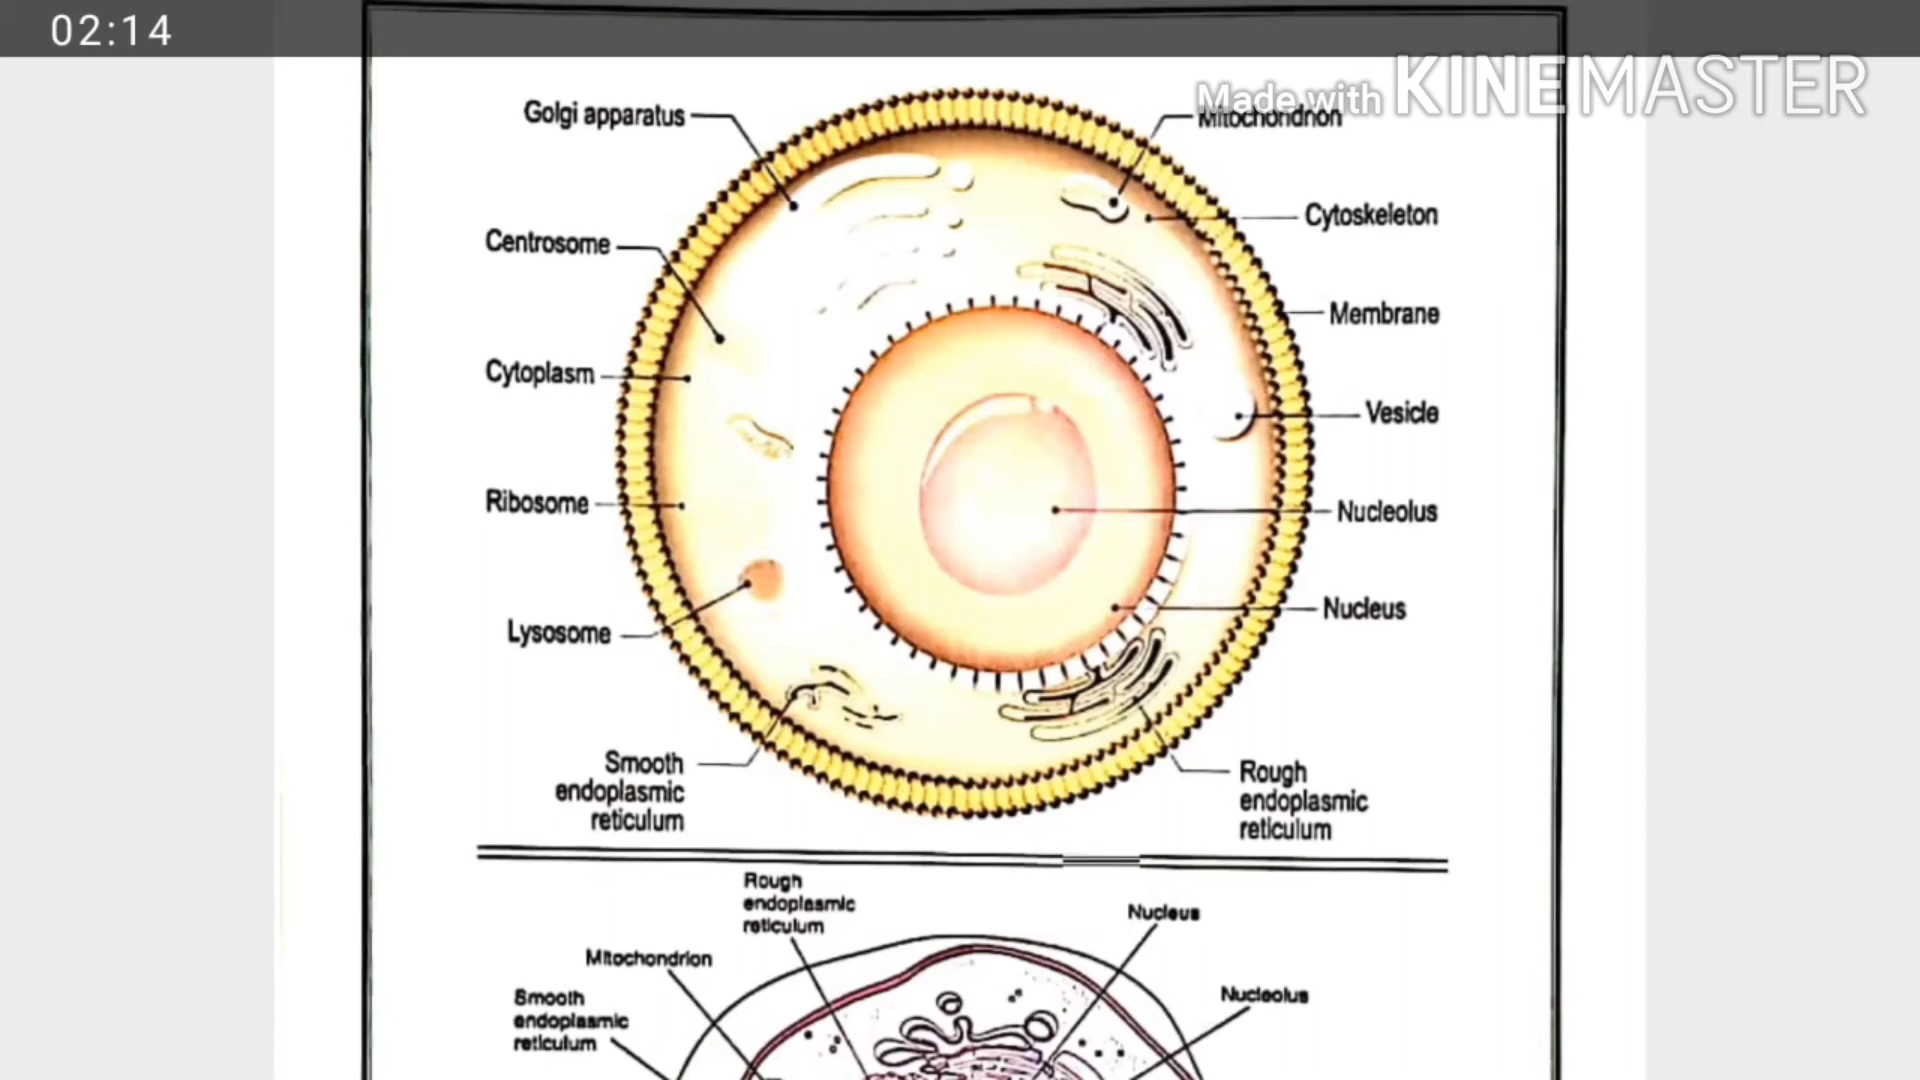 02:14
Made with KINEMASTER
Golgi apparatus
Mitochondrion
Centrosome
Cytoskeleton
Membrane
Cytoplasm
Vesicle
Ribosome
Nucleolus
Nucleus
Lysosome
Smooth
endoplasmic
reticulum
Rough
endoplasmic
reticulum
Rough
endoplasmic
reticulum
Nucleus
Mitochondrion
Smooth
endoplasmic
reticulum
Nucleolus